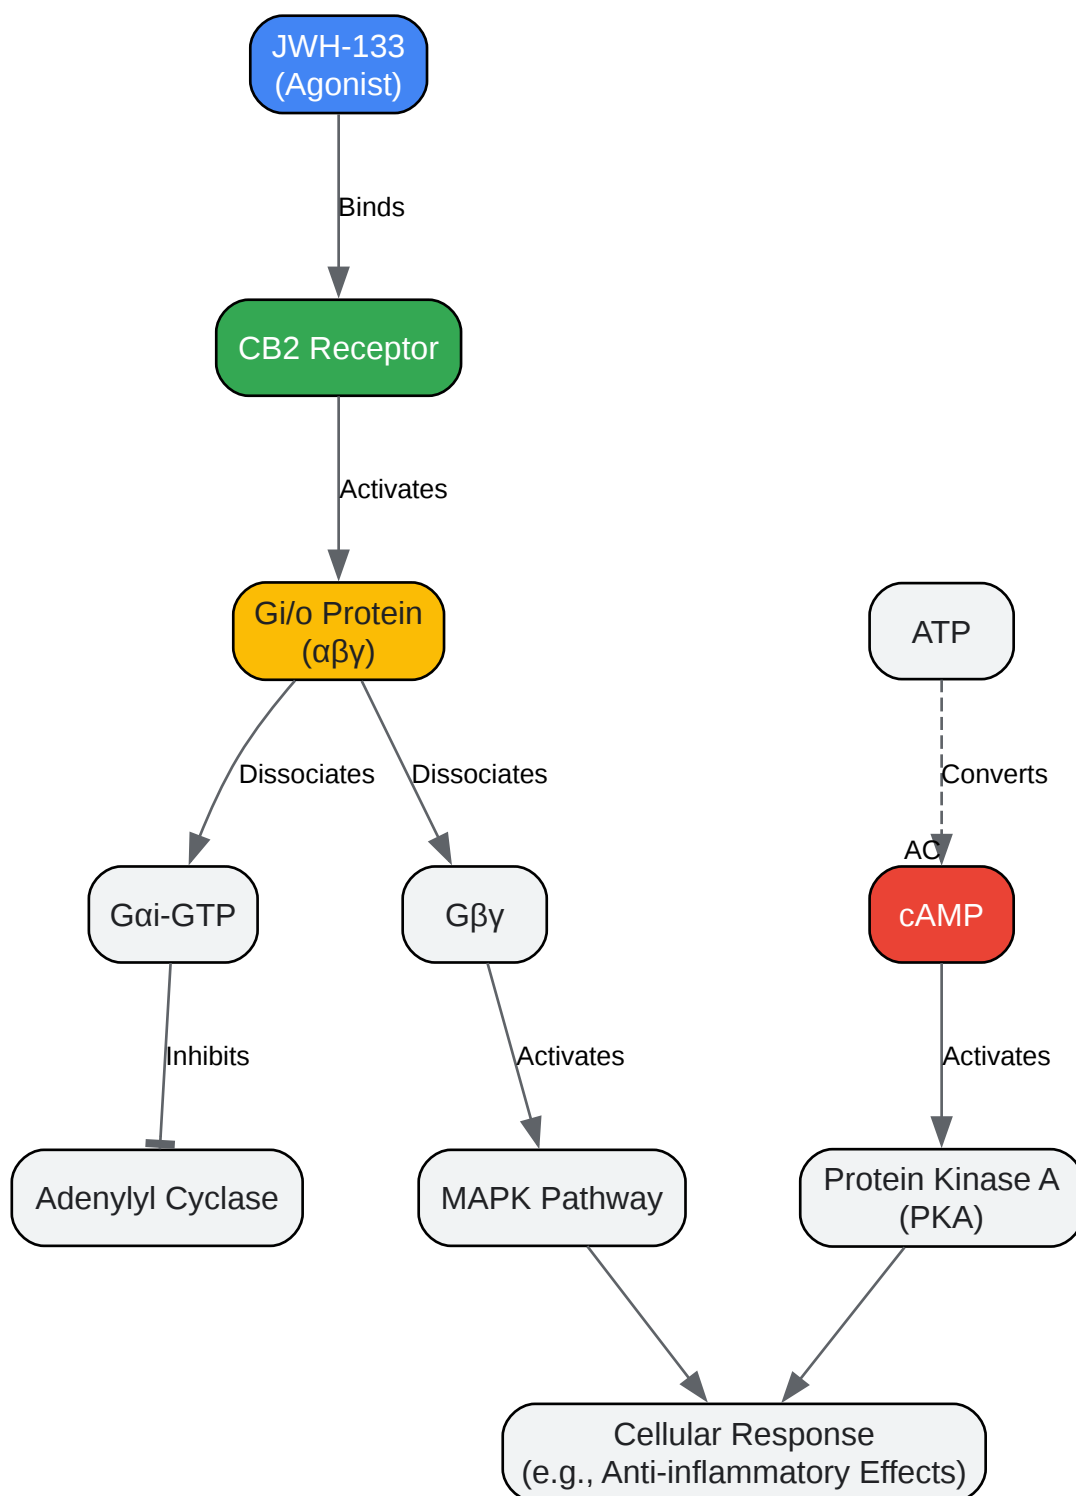 JWH-133
(Agonist)
Binds
CB2 Receptor
Activates
Gi/o Protein
(αβγ)
ATP
Dissociates
Dissociates
Converts
AC
Gαi-GTP
Gβγ
cAMP
Inhibits
Activates
Activates
Adenylyl Cyclase
MAPK Pathway
Protein Kinase A
(PKA)
Cellular Response
(e.g., Anti-inflammatory Effects)